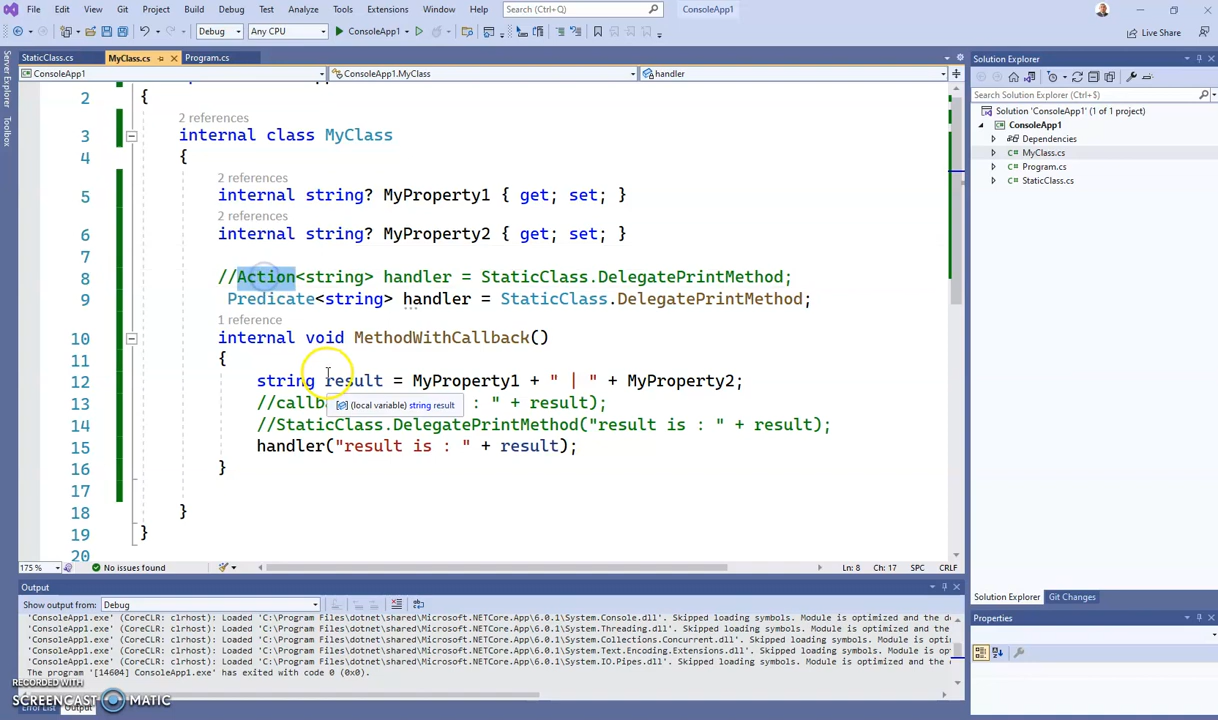 File Edit View Git Project Build Debug Test Analyze Tools Extensions Window Help Search (Ctrl+Q) ConsoleApp1
Debug Any CPU ConsoleApp1 Live Share
StaticClass.cs MyClass.cs Program.cs
ConsoleApp1 ConsoleApp1.MyClass handler
Server Explorer
Toolbox
2 {
2 references
3 internal class MyClass
4 {
2 references
5 internal string? MyProperty1 { get; set; }
2 references
6 internal string? MyProperty2 { get; set; }
7
8 //Action<string> handler = StaticClass.DelegatePrintMethod;
9 Predicate<string> handler = StaticClass.DelegatePrintMethod;
1 reference
10 internal void MethodWithCallback()
11 {
12 string result = MyProperty1 + " | " + MyProperty2;
13 //callba : " + result);
(local variable) string result
14 //StaticClass.DelegatePrintMethod("result is : " + result);
15 handler("result is : " + result);
16 }
17
18 }
19 }
20
175 % No issues found Ln: 8 Ch: 17 SPC CRLF
Output
Show output from: Debug
'ConsoleApp1.exe' (CoreCLR: clrhost): Loaded 'C:\Program Files\dotnet\shared\Microsoft.NETCore.App\6.0.1\System.Console.dll'. Skipped loading symbols. Module is optimized and the de
'ConsoleApp1.exe' (CoreCLR: clrhost): Loaded 'C:\Program Files\dotnet\shared\Microsoft.NETCore.App\6.0.1\System.Threading.dll'. Skipped loading symbols. Module is optimized and the
'ConsoleApp1.exe' (CoreCLR: clrhost): Loaded 'C:\Program Files\dotnet\shared\Microsoft.NETCore.App\6.0.1\System.Collections.Concurrent.dll'. Skipped loading symbols. Module is opti
'ConsoleApp1.exe' (CoreCLR: clrhost): Loaded 'C:\Program Files\dotnet\shared\Microsoft.NETCore.App\6.0.1\System.Text.Encoding.Extensions.dll'. Skipped loading symbols. Module is op
'ConsoleApp1.exe' (CoreCLR: clrhost): Loaded 'C:\Program Files\dotnet\shared\Microsoft.NETCore.App\6.0.1\System.IO.Pipes.dll'. Skipped loading symbols. Module is optimized and the
The program '[14604] ConsoleApp1.exe' has exited with code 0 (0x0).
Error List Output
RECORDED WITH
SCREENCAST MATIC
Solution Explorer
Search Solution Explorer (Ctrl+$)
Solution 'ConsoleApp1' (1 of 1 project)
ConsoleApp1
Dependencies
C# MyClass.cs
C# Program.cs
C# StaticClass.cs
Solution Explorer Git Changes
Properties